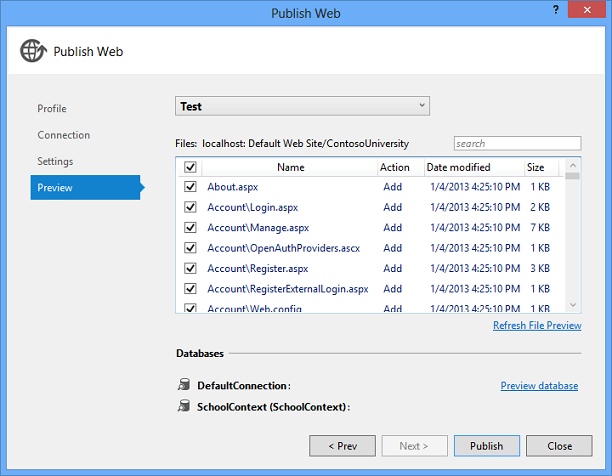 Publish Web
? ×
Publish Web
Profile
Connection
Settings
Preview
Test
Files: localhost: Default Web Site/ContosoUniversity
search
Name Action Date modified Size
About.aspx Add 1/4/2013 4:25:10 PM 1 KB
Account\Login.aspx Add 1/4/2013 4:25:10 PM 2 KB
Account\Manage.aspx Add 1/4/2013 4:25:10 PM 7 KB
Account\OpenAuthProviders.ascx Add 1/4/2013 4:25:10 PM 1 KB
Account\Register.aspx Add 1/4/2013 4:25:10 PM 3 KB
Account\RegisterExternalLogin.aspx Add 1/4/2013 4:25:10 PM 4 KB
Account\Web.config Add 1/4/2013 4:25:10 PM 1 KB
Refresh File Preview
Databases
DefaultConnection: Preview database
SchoolContext (SchoolContext):
< Prev Next > Publish Close